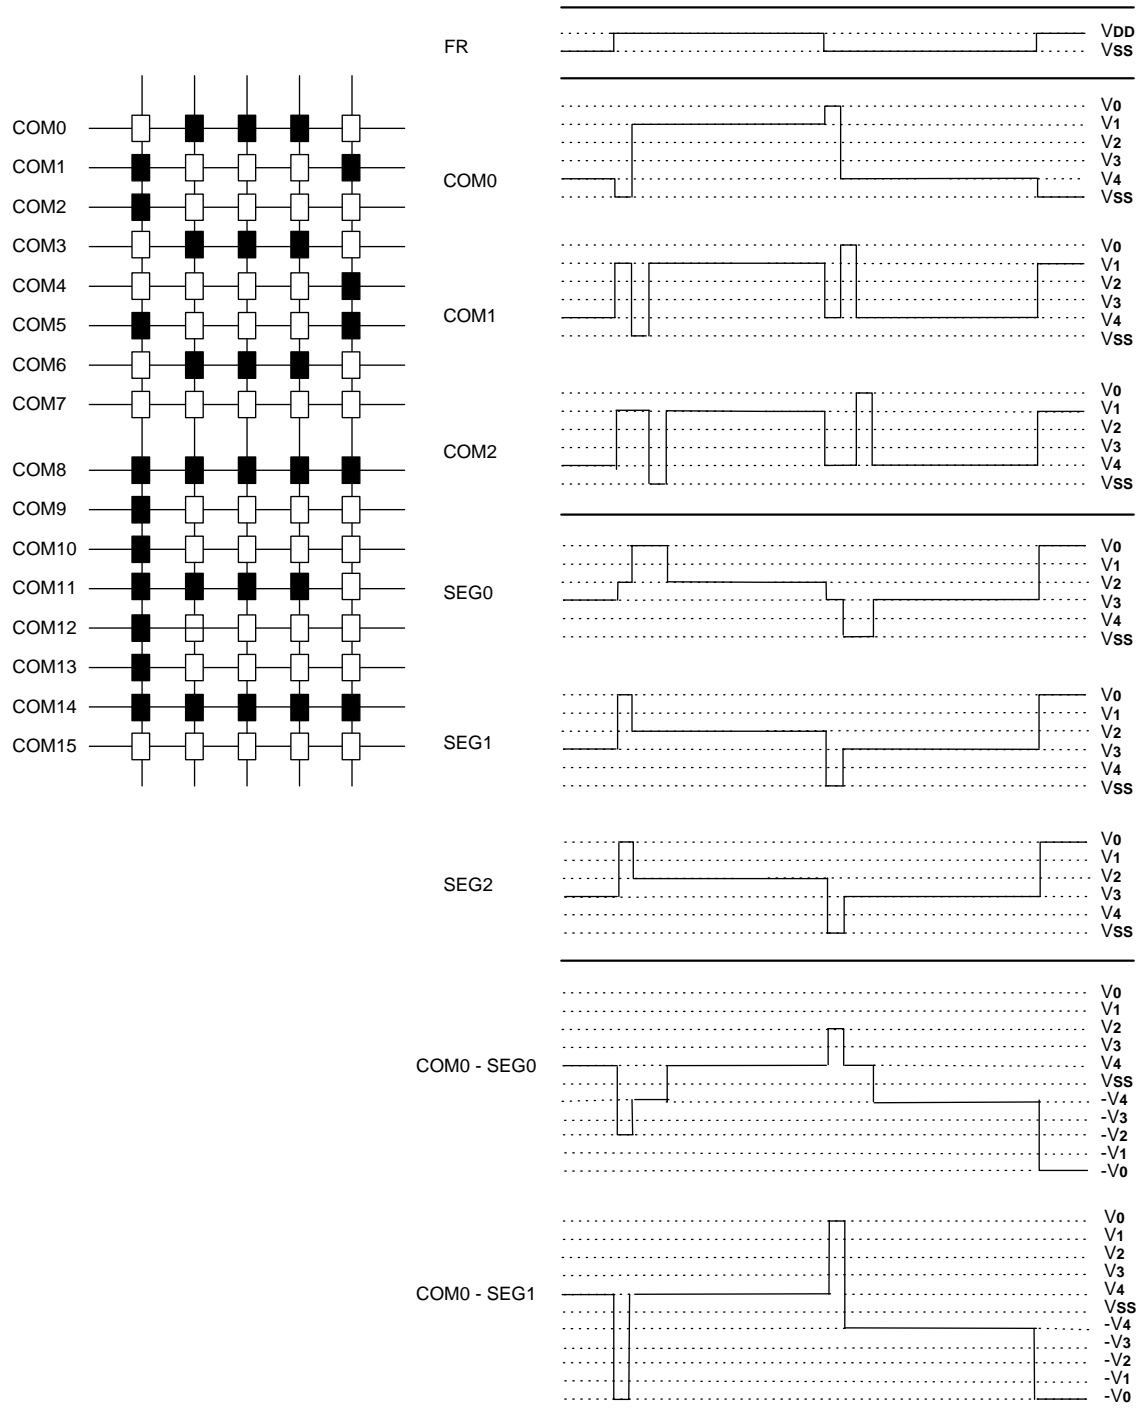 COM0
COM1
COM2
COM3
COM4
COM5
COM6
COM7
COM8
COM9
COM10
COM11
COM12
COM13
COM14
COM15
FR
VDD
VSS
COM0
V0
V1
V2
V3
V4
VSS
COM1
V0
V1
V2
V3
V4
VSS
COM2
V0
V1
V2
V3
V4
VSS
SEG0
V0
V1
V2
V3
V4
VSS
SEG1
V0
V1
V2
V3
V4
VSS
SEG2
V0
V1
V2
V3
V4
VSS
COM0 - SEG0
V0
V1
V2
V3
V4
VSS
-V4
-V3
-V2
-V1
-V0
COM0 - SEG1
V0
V1
V2
V3
V4
VSS
-V4
-V3
-V2
-V1
-V0